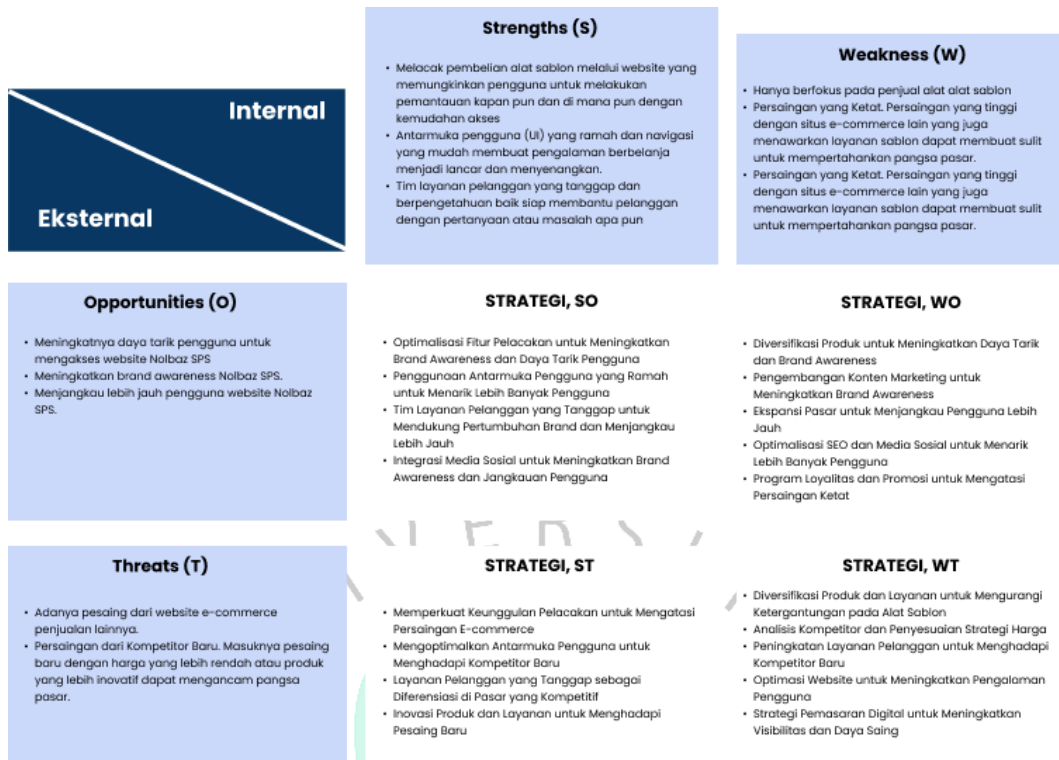 Internal
Eksternal
Strengths (S)
• Melacak pembelian alat sablon melalui website yang
memungkinkan pengguna untuk melakukan
pemantauan kapan pun dan di mana pun dengan
kemudahan akses
• Antarmuka pengguna (UI) yang ramah dan navigasi
yang mudah membuat pengalaman berbelanja
menjadi lancar dan menyenangkan.
• Tim layanan pelanggan yang tanggap dan
berpengetahuan baik siap membantu pelanggan
dengan pertanyaan atau masalah apa pun
Weakness (W)
• Hanya berfokus pada penjual alat alat sablon
• Persaingan yang Ketat. Persaingan yang tinggi
dengan situs e-commerce lain yang juga
menawarkan layanan sablon dapat membuat sulit
untuk mempertahankan pangsa pasar.
• Persaingan yang Ketat. Persaingan yang tinggi
dengan situs e-commerce lain yang juga
menawarkan layanan sablon dapat membuat sulit
untuk mempertahankan pangsa pasar.
Opportunities (O)
• Meningkatnya daya tarik pengguna untuk
mengakses website Nolbaz SPS
• Meningkatkan brand awareness Nolbaz SPS.
• Menjangkau lebih jauh pengguna website Nolbaz
SPS.
STRATEGI, SO
• Optimalisasi Fitur Pelacakan untuk Meningkatkan
Brand Awareness dan Daya Tarik Pengguna
• Penggunaan Antarmuka Pengguna yang Ramah
untuk Menarik Lebih Banyak Pengguna
• Tim Layanan Pelanggan yang Tanggap untuk
Mendukung Pertumbuhan Brand dan Menjangkau
Lebih Jauh
• Integrasi Media Sosial untuk Meningkatkan Brand
Awareness dan Jangkauan Pengguna
STRATEGI, WO
• Diversifikasi Produk untuk Meningkatkan Daya Tarik
dan Brand Awareness
• Pengembangan Konten Marketing untuk
Meningkatkan Brand Awareness
• Ekspansi Pasar untuk Menjangkau Pengguna Lebih
Jauh
• Optimalisasi SEO dan Media Sosial untuk Menarik
Lebih Banyak Pengguna
• Program Loyalitas dan Promosi untuk Mengatasi
Persaingan Ketat
Threats (T)
• Adanya pesaing dari website e-commerce
penjualan lainnya.
• Persaingan dari Kompetitor Baru. Masuknya pesaing
baru dengan harga yang lebih rendah atau produk
yang lebih inovatif dapat mengancam pangsa
pasar.
STRATEGI, ST
• Memperkuat Keunggulan Pelacakan untuk Mengatasi
Persaingan E-commerce
• Mengoptimalkan Antarmuka Pengguna untuk
Menghadapi Kompetitor Baru
• Layanan Pelanggan yang Tanggap sebagai
Diferensiasi di Pasar yang Kompetitif
• Inovasi Produk dan Layanan untuk Menghadapi
Pesaing Baru
STRATEGI, WT
• Diversifikasi Produk dan Layanan untuk Mengurangi
Ketergantungan pada Alat Sablon
• Analisis Kompetitor dan Penyesuaian Strategi Harga
• Peningkatan Layanan Pelanggan untuk Menghadapi
Kompetitor Baru
• Optimasi Website untuk Meningkatkan Pengalaman
Pengguna
• Strategi Pemasaran Digital untuk Meningkatkan
Visibilitas dan Daya Saing